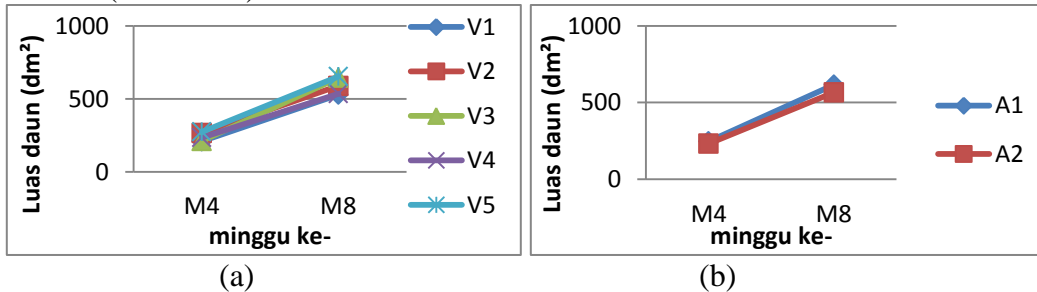 1000
500
0
Luas daun (dm²)
M4 M8
minggu ke-
V1
V2
V3
V4
V5
(a)
1000
500
0
Luas daun (dm²)
M4 M8
minggu ke-
A1
A2
(b)